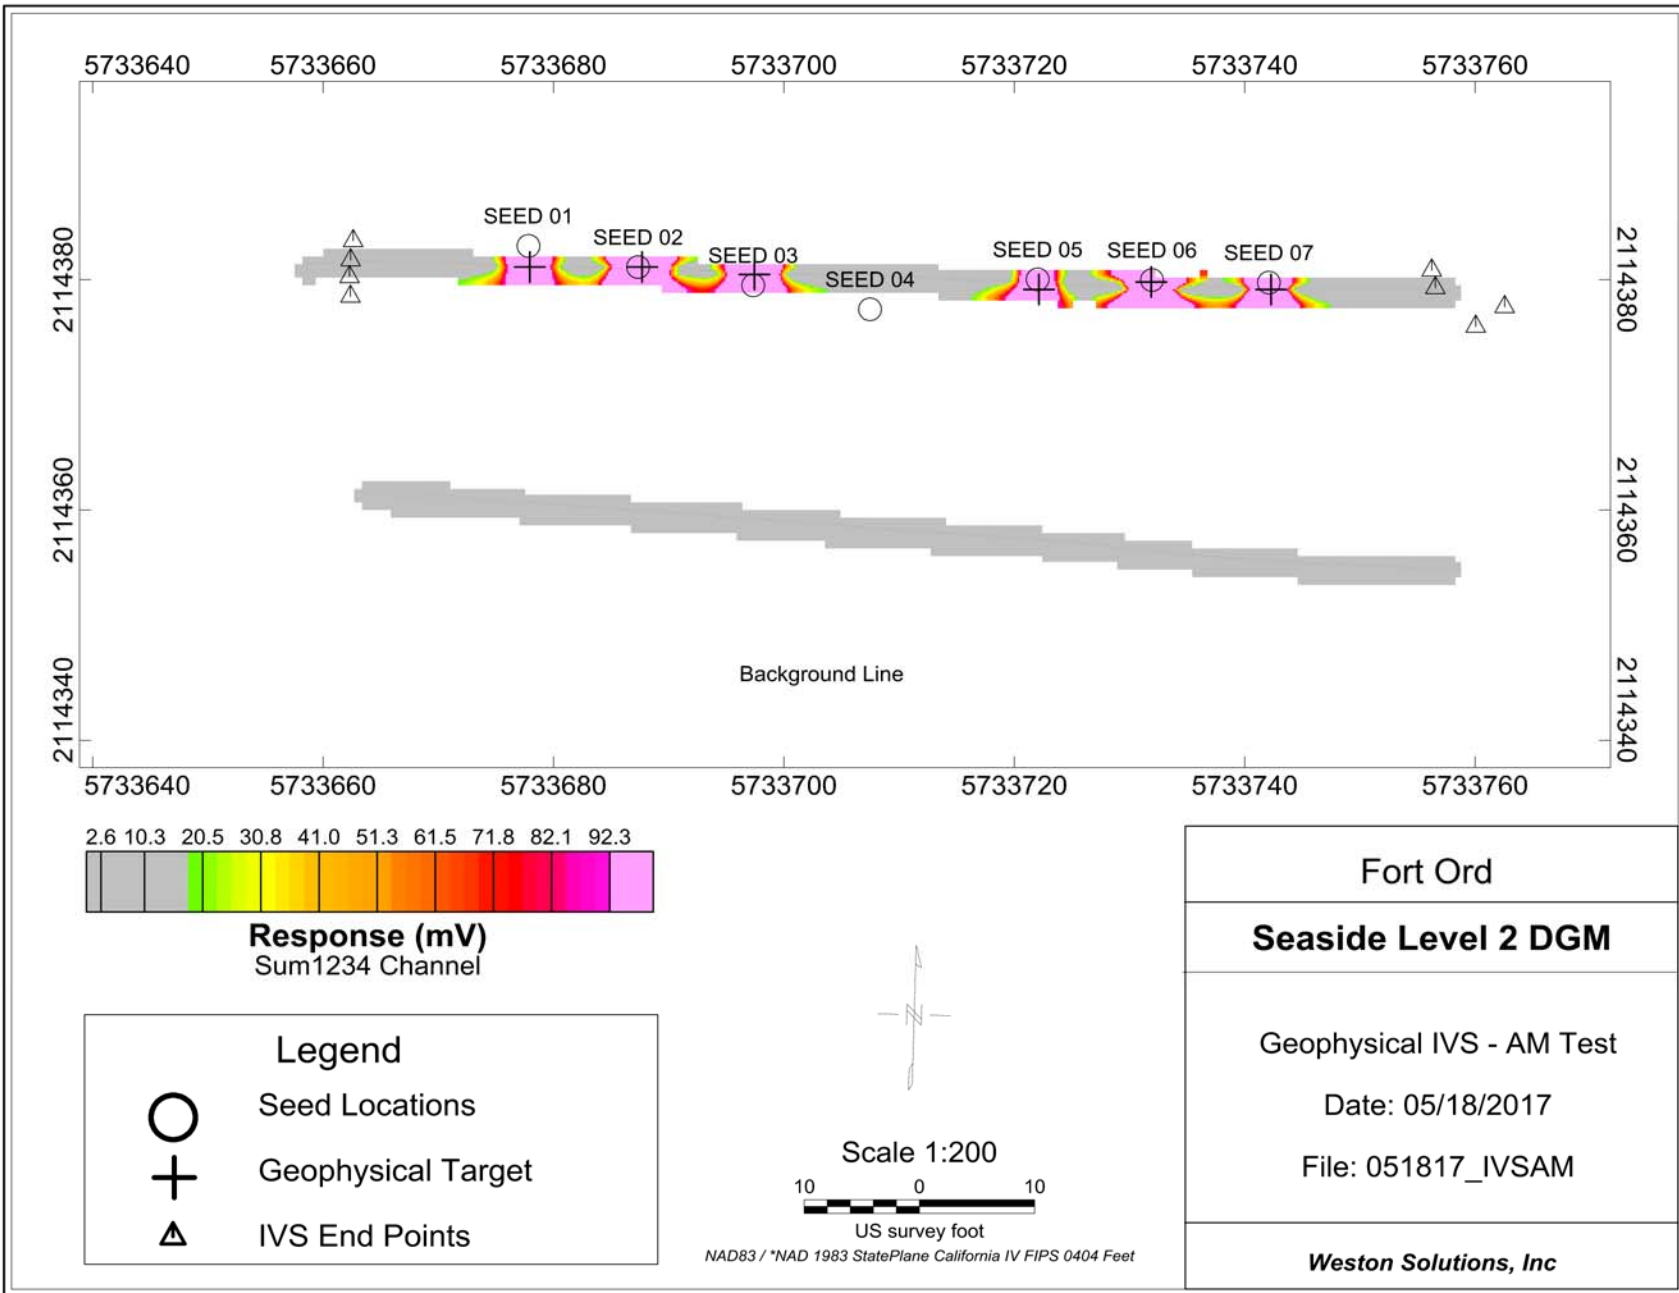 5733640 5733660 5733680 5733700 5733720 5733740 5733760
SEED 01
SEED 02
SEED 03
SEED 04
SEED 05
SEED 06
SEED 07
2114380
2114380
2114360
2114360
Background Line
2114340
2114340
5733640 5733660 5733680 5733700 5733720 5733740 5733760
2.6 10.3 20.5 30.8 41.0 51.3 61.5 71.8 82.1 92.3
Response (mV)
Sum1234 Channel
Legend
Seed Locations
Geophysical Target
IVS End Points
N
Scale 1:200
10 0 10
US survey foot
NAD83 / *NAD 1983 StatePlane California IV FIPS 0404 Feet
Fort Ord
Seaside Level 2 DGM
Geophysical IVS - AM Test
Date: 05/18/2017
File: 051817_IVSAM
Weston Solutions, Inc